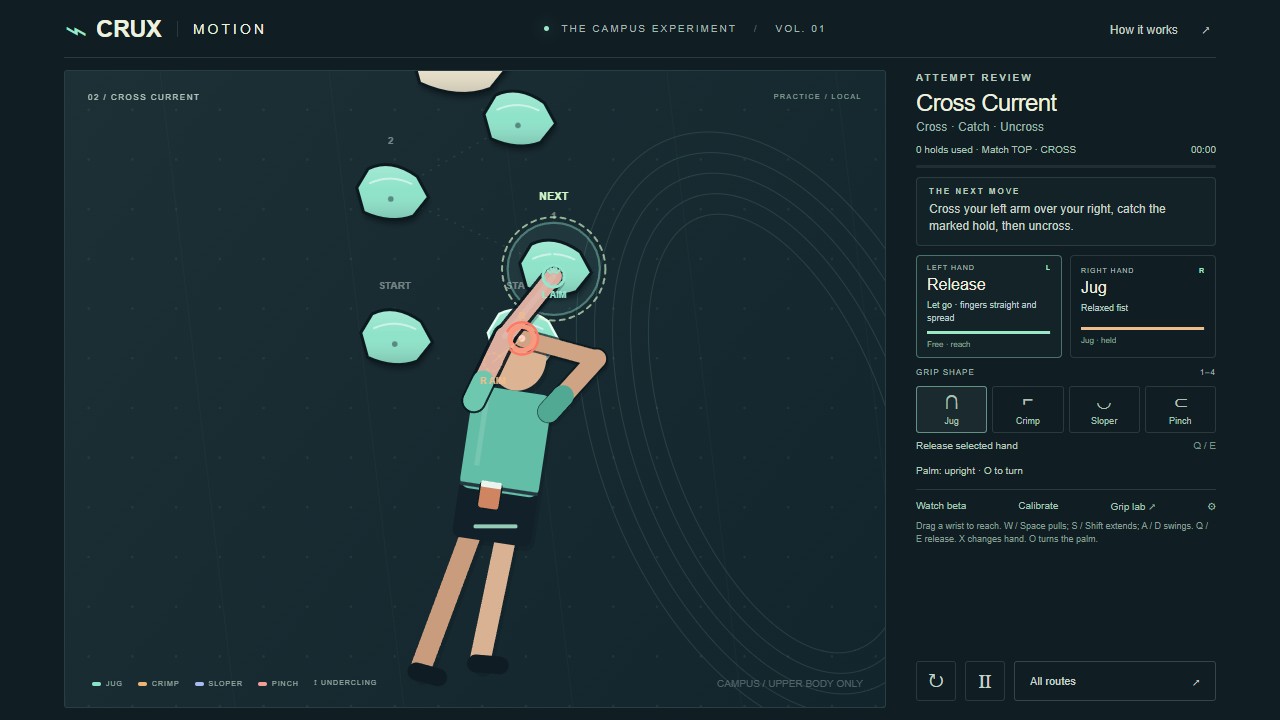 CRUX
MOTION
THE CAMPUS EXPERIMENT / VOL. 01
How it works ↗
02 / CROSS CURRENT
PRACTICE / LOCAL
2
NEXT
START
STA
L AIM
JUG
CRIMP
SLOPER
PINCH
UNDERCLING
CAMPUS / UPPER BODY ONLY
ATTEMPT REVIEW
Cross Current
Cross · Catch · Uncross
0 holds used · Match TOP · CROSS
00:00
THE NEXT MOVE
Cross your left arm over your right, catch the
marked hold, then uncross.
LEFT HAND L
Release
Let go · fingers straight and
spread
Free · reach
RIGHT HAND R
Jug
Relaxed fist
Jug · held
GRIP SHAPE
1–4
Jug
Crimp
Sloper
Pinch
Release selected hand
Q / E
Palm: upright · O to turn
Watch beta
Calibrate
Grip lab ↗
Drag a wrist to reach. W / Space pulls; S / Shift extends; A / D swings. Q /
E release. X changes hand. O turns the palm.
All routes ↗